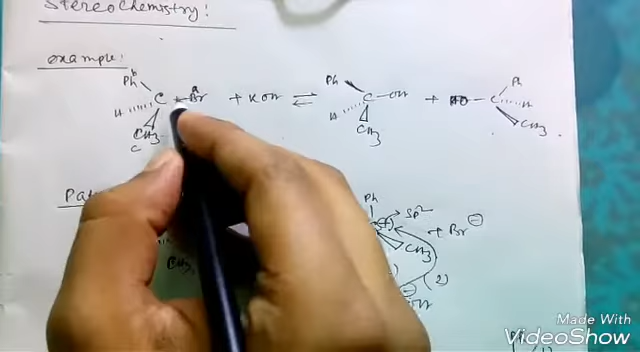 Stereochemistry:
example:
Ph b H C Br a CH3 c + KOH ⇌ Ph H C OH CH3 + HO C Ph H CH3
Ph
(+) sp2 + Br ⊖
CH3
CH3
⊖ OH 2)
Made With
VideoShow